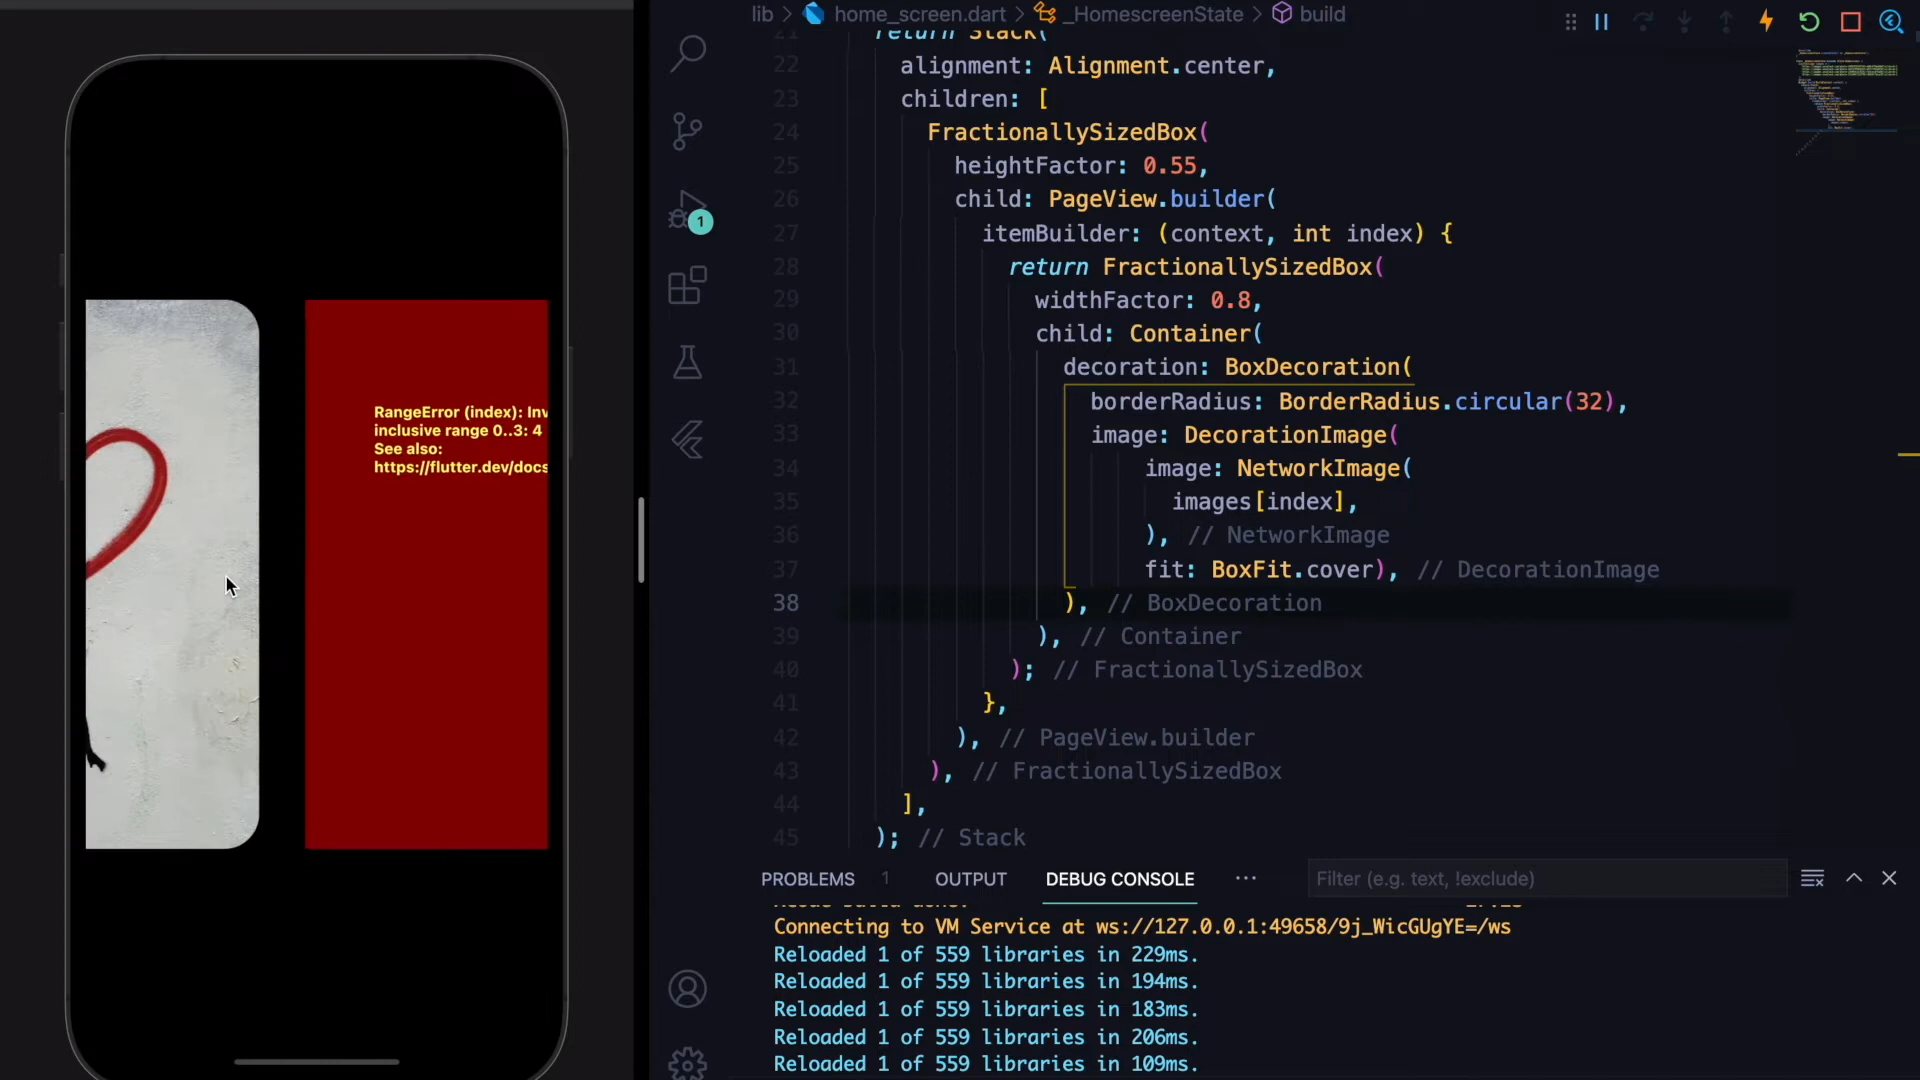 lib > home_screen.dart > _HomescreenState > build
21 return Stack(
22 alignment: Alignment.center,
23 children: [
24 FractionallySizedBox(
25 heightFactor: 0.55,
26 child: PageView.builder(
27 itemBuilder: (context, int index) {
28 return FractionallySizedBox(
29 widthFactor: 0.8,
30 child: Container(
31 decoration: BoxDecoration(
32 borderRadius: BorderRadius.circular(32),
33 image: DecorationImage(
34 image: NetworkImage(
35 images[index],
36 ), // NetworkImage
37 fit: BoxFit.cover), // DecorationImage
38 ), // BoxDecoration
39 ), // Container
40 ); // FractionallySizedBox
41 },
42 ), // PageView.builder
43 ), // FractionallySizedBox
44 ],
45 ); // Stack
1
RangeError (index): Inv
inclusive range 0..3: 4
See also:
https://flutter.dev/docs
PROBLEMS 1 OUTPUT DEBUG CONSOLE ··· Filter (e.g. text, !exclude)
Connecting to VM Service at ws://127.0.0.1:49658/9j_WicGUgYE=/ws
Reloaded 1 of 559 libraries in 229ms.
Reloaded 1 of 559 libraries in 194ms.
Reloaded 1 of 559 libraries in 183ms.
Reloaded 1 of 559 libraries in 206ms.
Reloaded 1 of 559 libraries in 109ms.